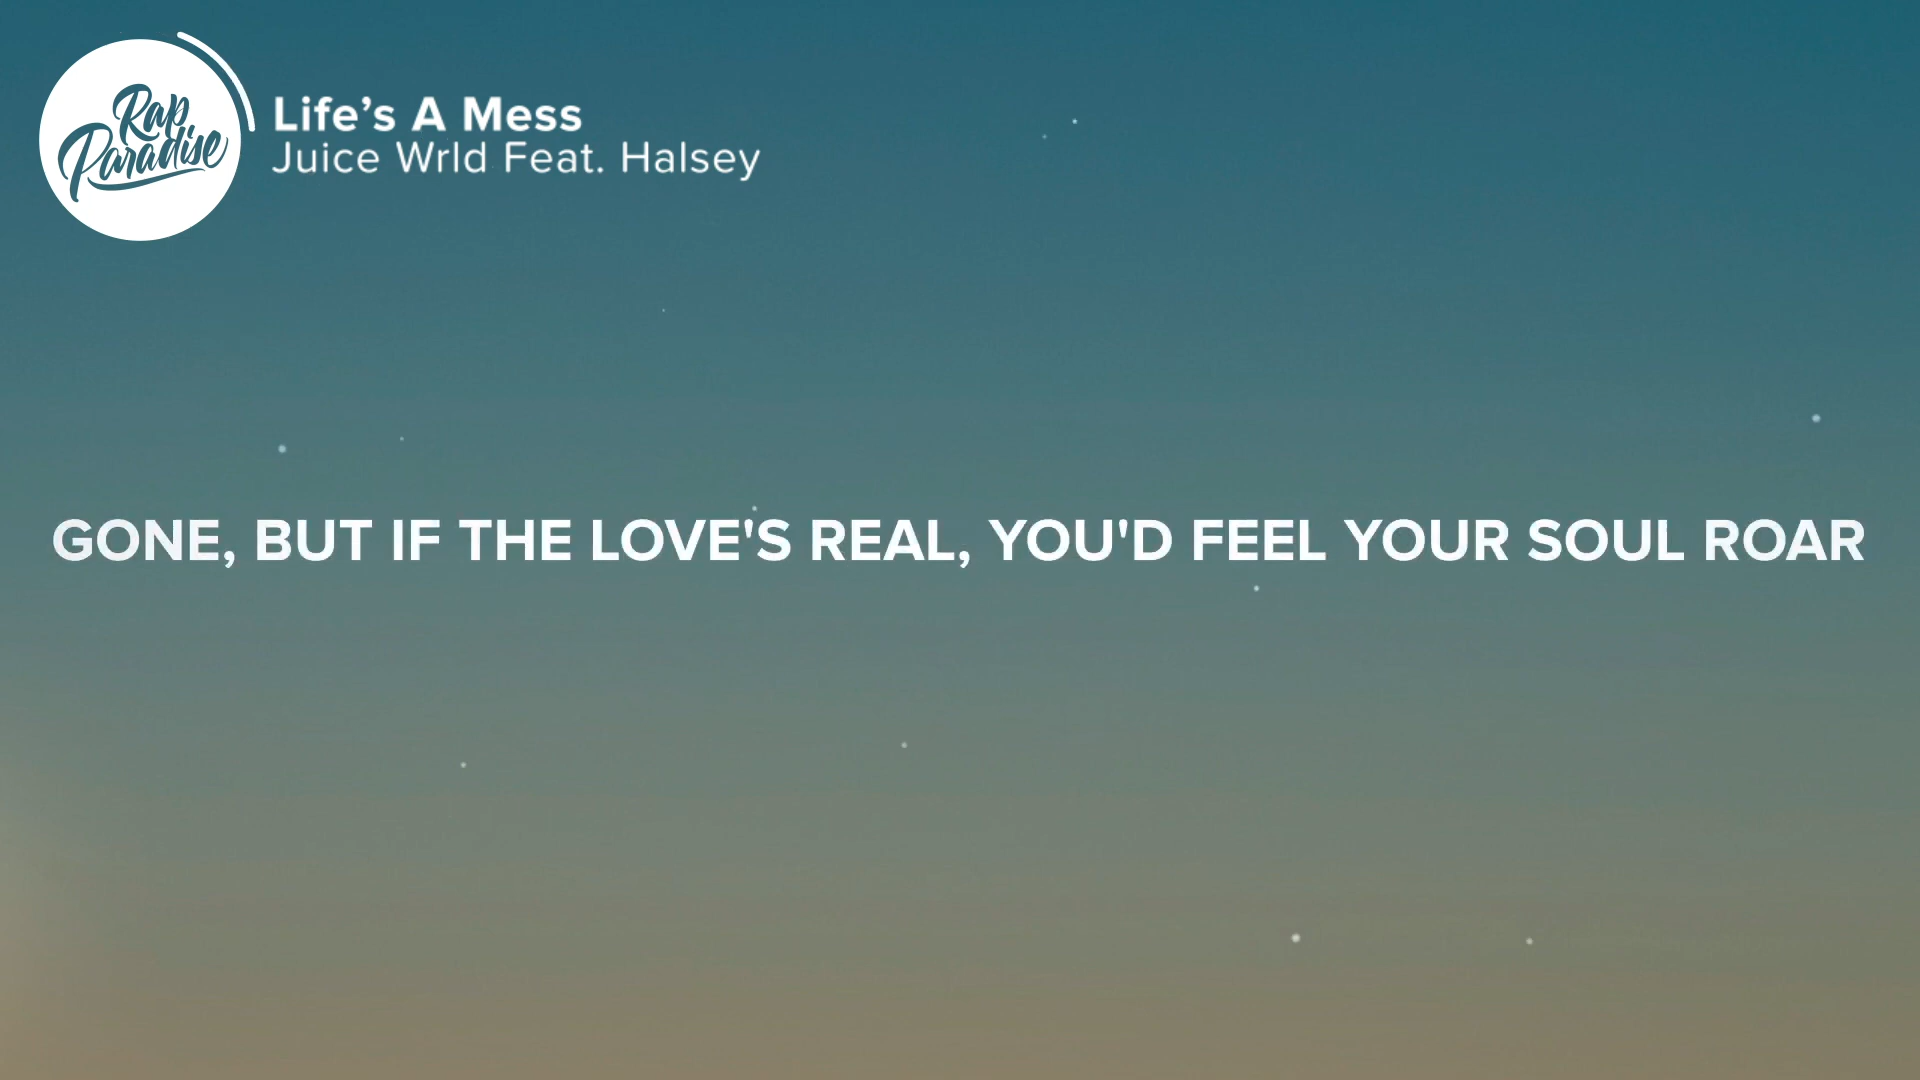 Rap
Paradise
Life’s A Mess
Juice Wrld Feat. Halsey
GONE, BUT IF THE LOVE'S REAL, YOU'D FEEL YOUR SOUL ROAR